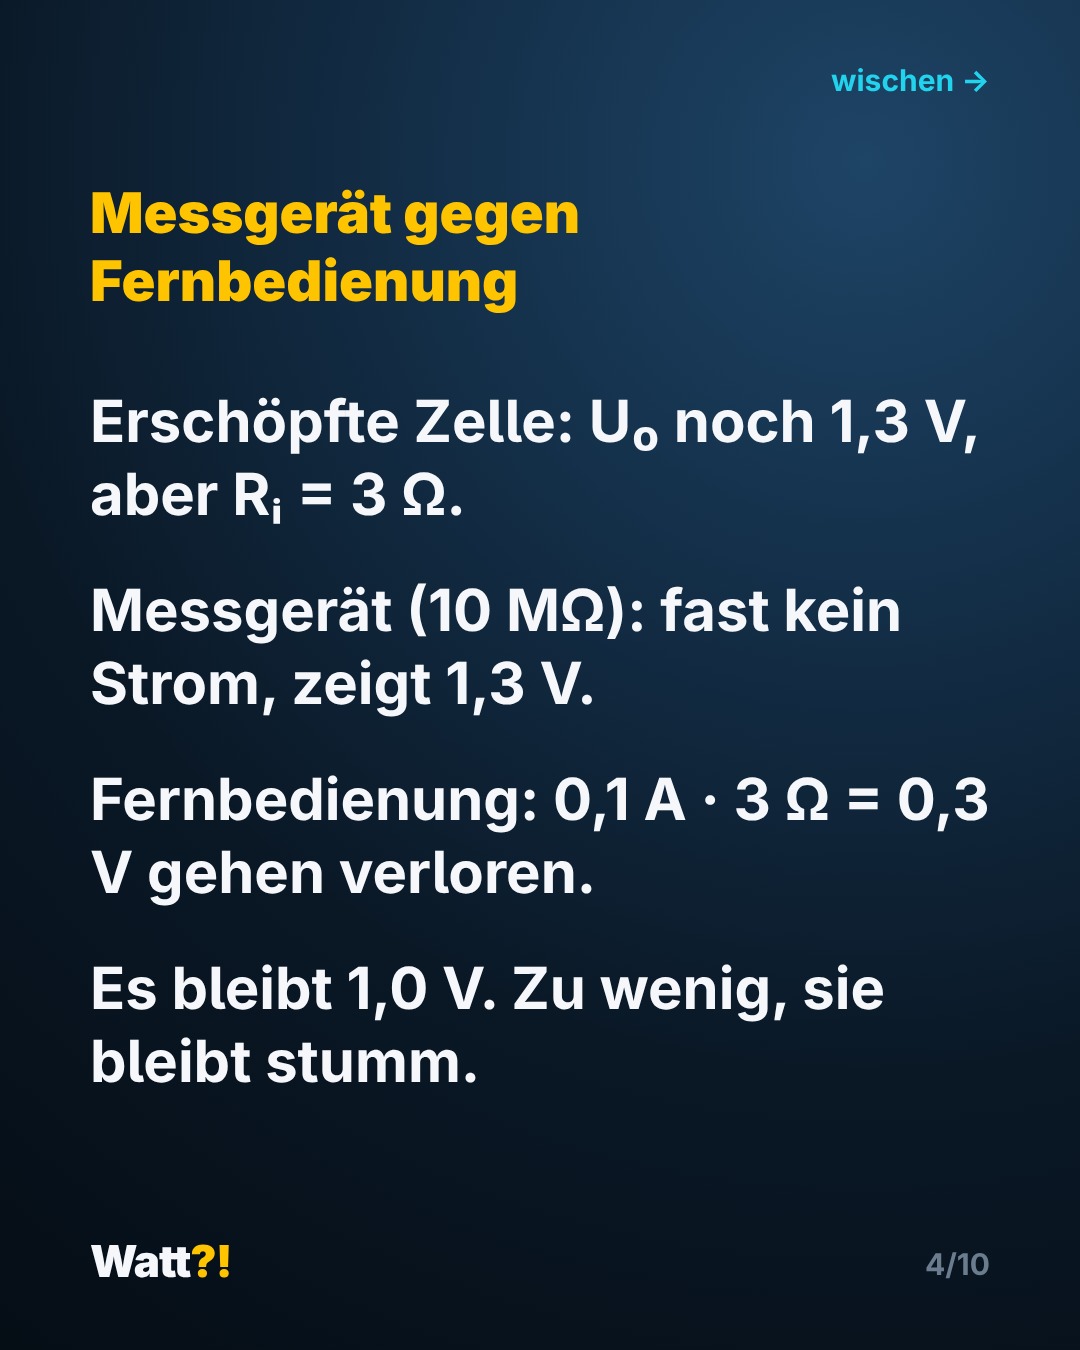 wischen →
Messgerät gegen
Fernbedienung
Erschöpfte Zelle: U₀ noch 1,3 V,
aber Rᵢ = 3 Ω.
Messgerät (10 MΩ): fast kein
Strom, zeigt 1,3 V.
Fernbedienung: 0,1 A · 3 Ω = 0,3
V gehen verloren.
Es bleibt 1,0 V. Zu wenig, sie
bleibt stumm.
Watt?!
4/10